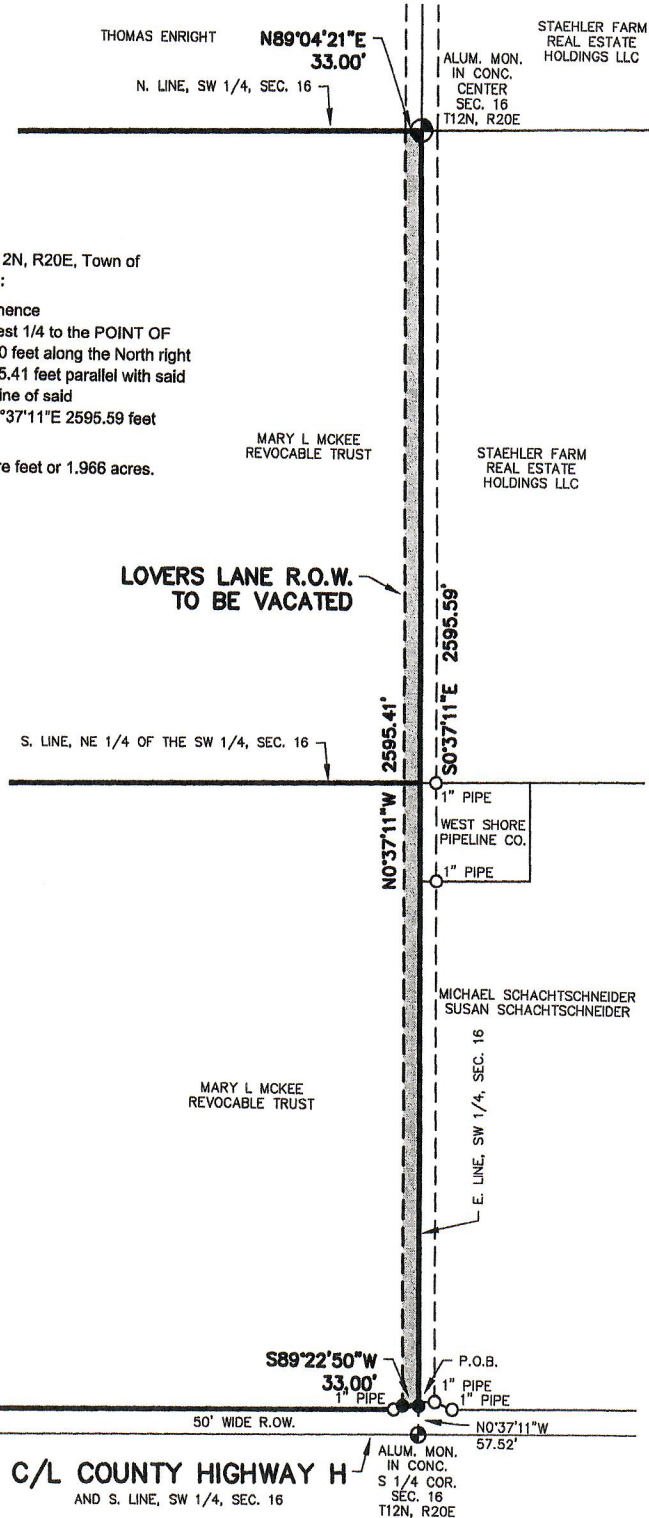 THOMAS ENRIGHT
N89°04'21"E
33.00'
STAEHLER FARM
REAL ESTATE
HOLDINGS LLC
N. LINE, SW 1/4, SEC. 16
ALUM. MON.
IN CONC.
CENTER
SEC. 16
T12N, R20E
2N, R20E, Town of
:
nence
est 1/4 to the POINT OF
0 feet along the North right
5.41 feet parallel with said
ine of said
°37'11"E 2595.59 feet
re feet or 1.966 acres.
MARY L MCKEE
REVOCABLE TRUST
STAEHLER FARM
REAL ESTATE
HOLDINGS LLC
LOVERS LANE R.O.W.
TO BE VACATED
N0°37'11"W 2595.41'
S0°37'11"E 2595.59'
S. LINE, NE 1/4 OF THE SW 1/4, SEC. 16
1" PIPE
WEST SHORE
PIPELINE CO.
1" PIPE
MICHAEL SCHACHTSCHNEIDER
SUSAN SCHACHTSCHNEIDER
MARY L MCKEE
REVOCABLE TRUST
E. LINE, SW 1/4, SEC. 16
S89°22'50"W
33.00'
P.O.B.
1" PIPE
1" PIPE
1" PIPE
50' WIDE R.O.W.
N0°37'11"W
57.52'
C/L COUNTY HIGHWAY H
AND S. LINE, SW 1/4, SEC. 16
ALUM. MON.
IN CONC.
S 1/4 COR.
SEC. 16
T12N, R20E